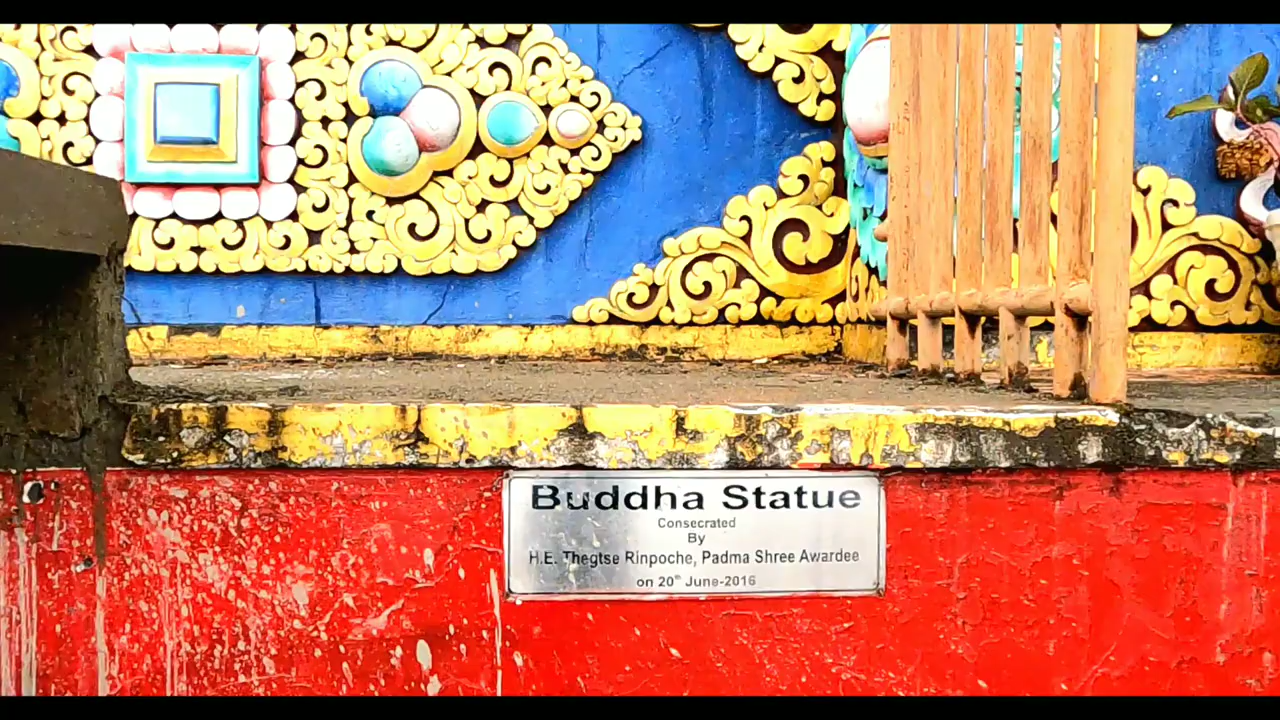 Buddha Statue
Consecrated
By
H.E. Thegtse Rinpoche, Padma Shree Awardee
on 20th June-2016